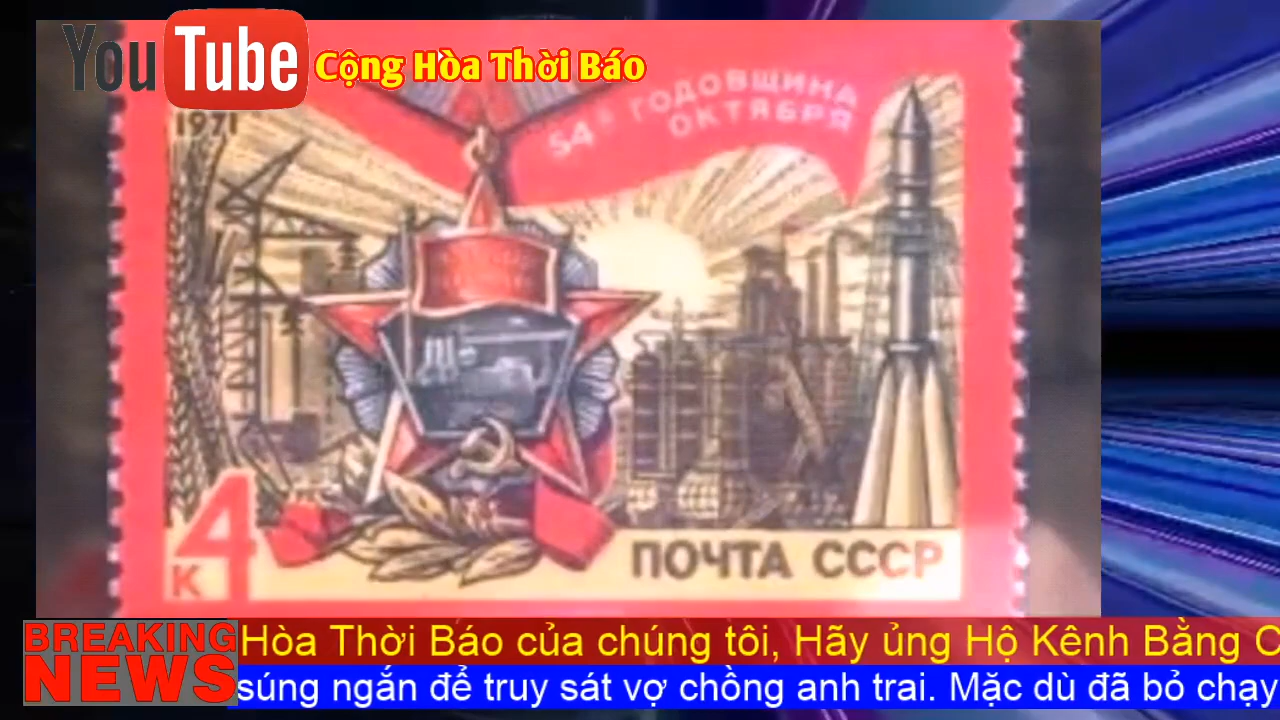 YouTube
Cộng Hòa Thời Báo
1971
54я ГОДОВЩИНА
ОКТЯБРЯ
4
К
ПОЧТА СССР
BREAKING
NEWS
Hòa Thời Báo của chúng tôi, Hãy ủng Hộ Kênh Bằng C
súng ngắn để truy sát vợ chồng anh trai. Mặc dù đã bỏ chạy